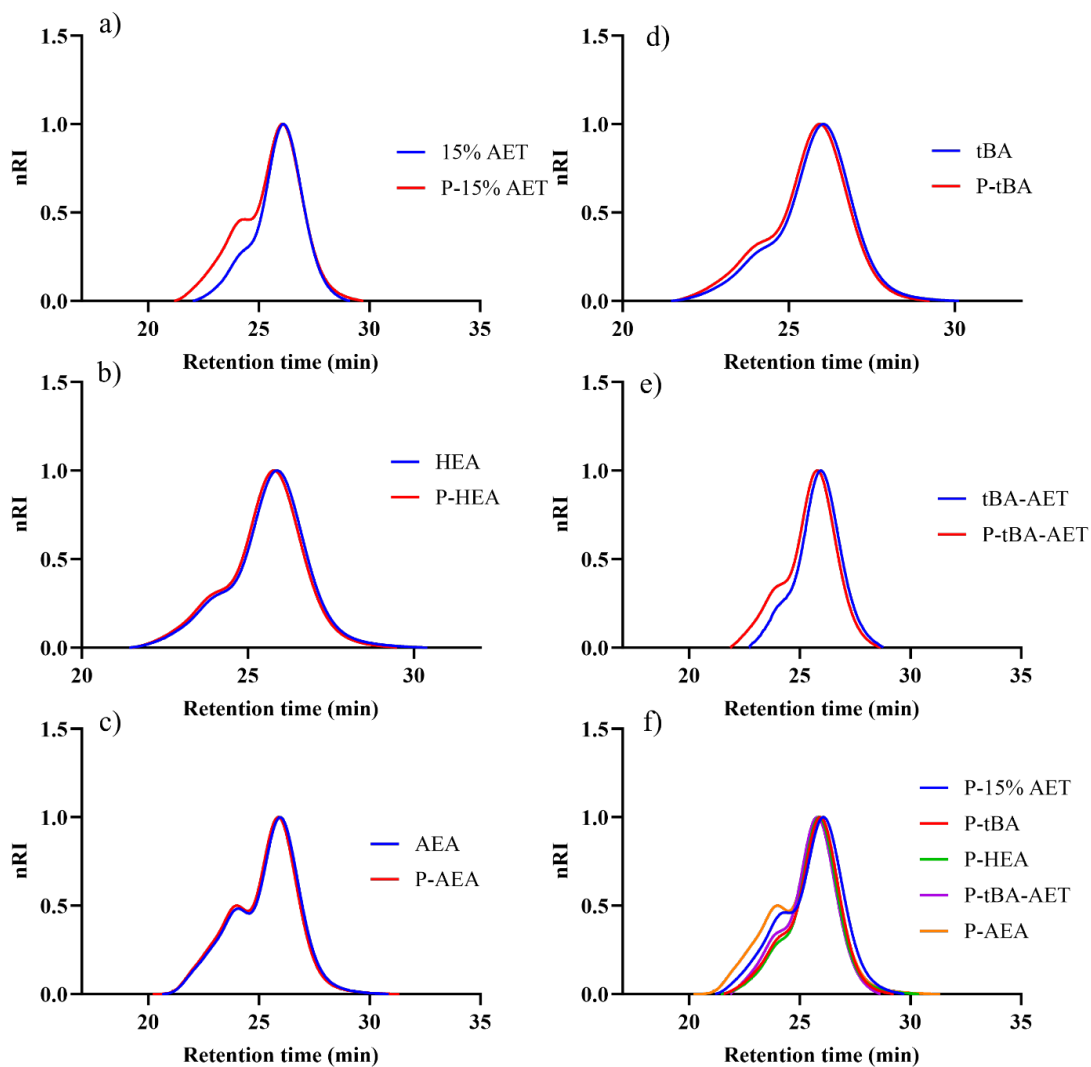 a)
1.5
1.0
0.5
0.0
nRI
20
25
30
35
Retention time (min)
15% AET
P-15% AET
b)
1.5
1.0
0.5
0.0
nRI
20
25
30
Retention time (min)
HEA
P-HEA
c)
1.5
1.0
0.5
0.0
nRI
20
25
30
35
Retention time (min)
AEA
P-AEA
d)
1.5
1.0
0.5
0.0
nRI
20
25
30
Retention time (min)
tBA
P-tBA
e)
1.5
1.0
0.5
0.0
nRI
20
25
30
35
Retention time (min)
tBA-AET
P-tBA-AET
f)
1.5
1.0
0.5
0.0
nRI
20
25
30
35
Retention time (min)
P-15% AET
P-tBA
P-HEA
P-tBA-AET
P-AEA